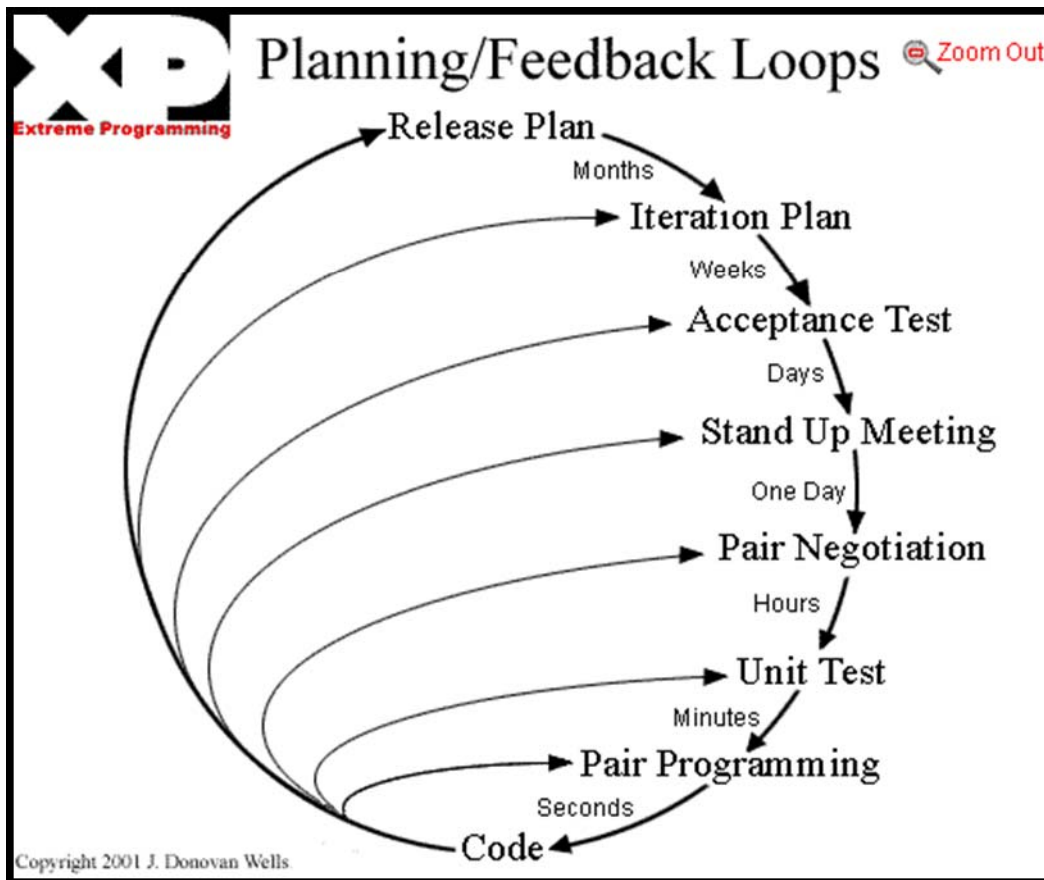 XP
Extreme Programming
Planning/Feedback Loops
Zoom Out
Release Plan
Months
Iteration Plan
Weeks
Acceptance Test
Days
Stand Up Meeting
One Day
Pair Negotiation
Hours
Unit Test
Minutes
Pair Programming
Seconds
Code
Copyright 2001 J. Donovan Wells